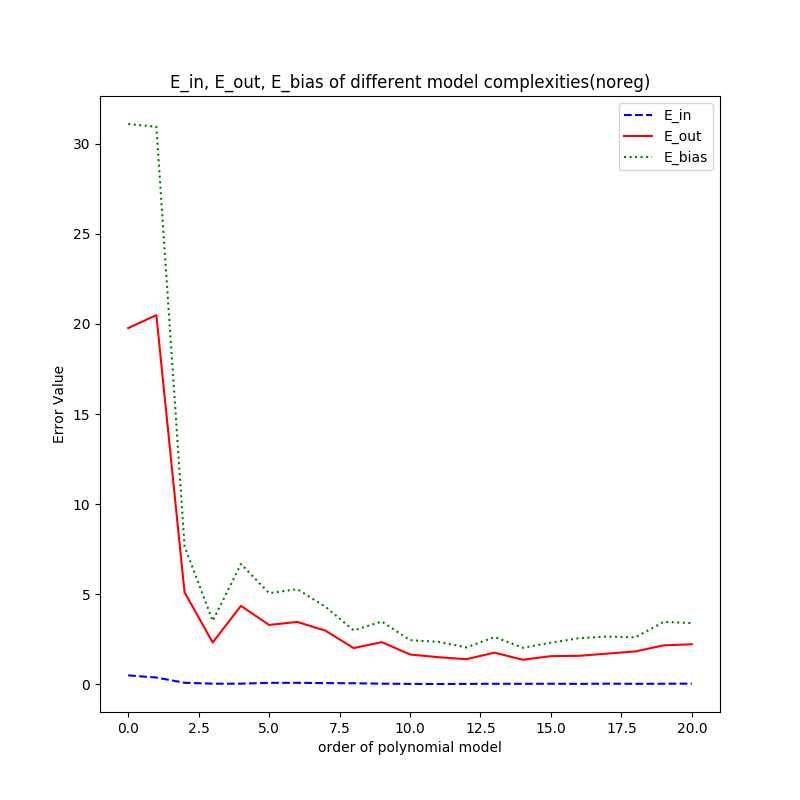 E_in, E_out, E_bias of different model complexities(noreg)
E_in
E_out
E_bias
30
25
20
15
10
5
0
Error Value
0.0 2.5 5.0 7.5 10.0 12.5 15.0 17.5 20.0
order of polynomial model